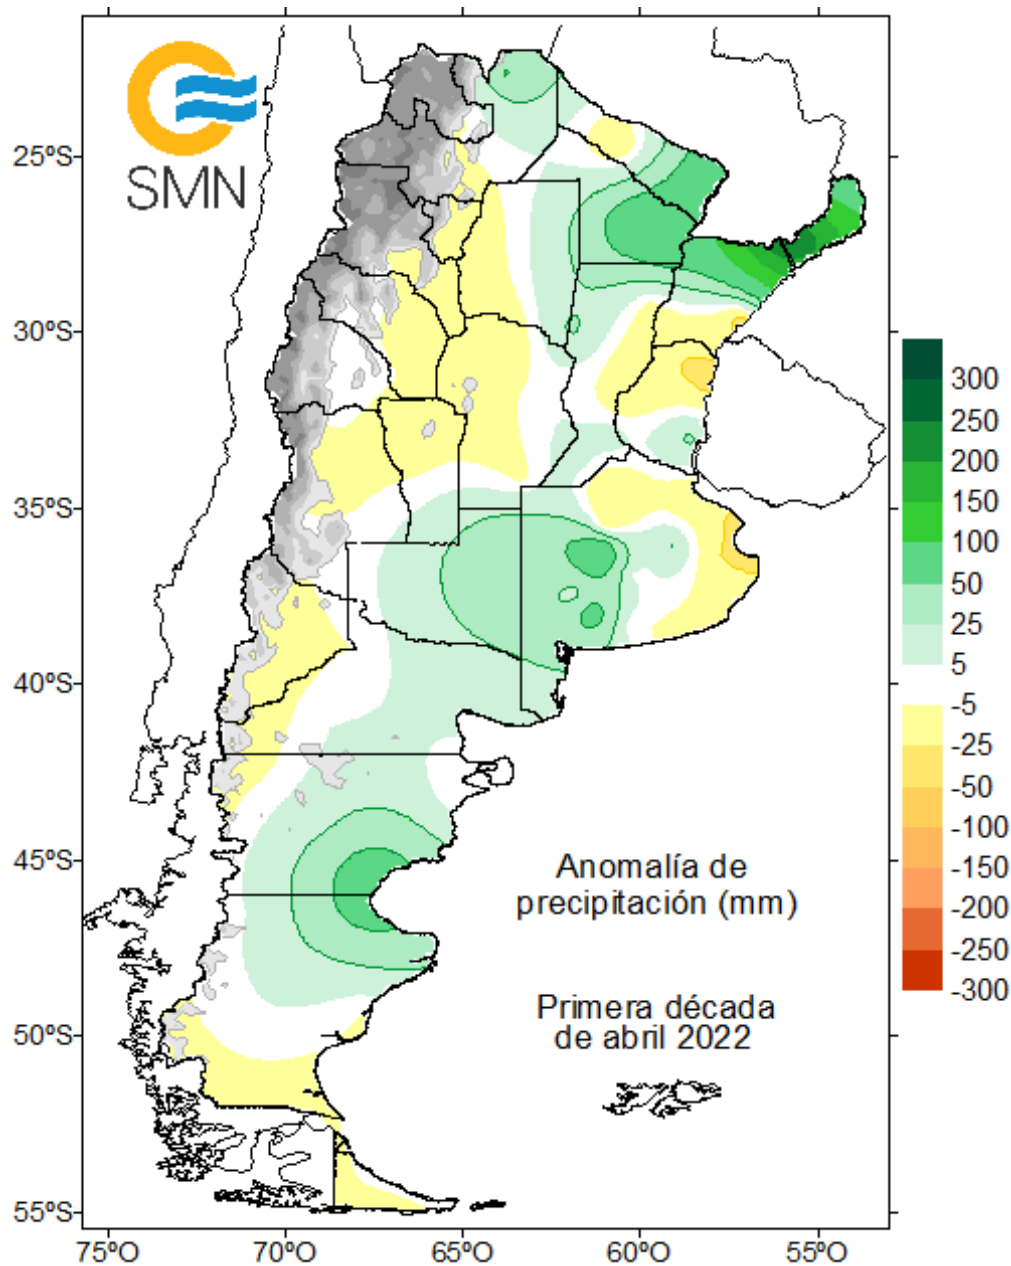 SMN
25ºS
30ºS
35ºS
40ºS
45ºS
50ºS
55ºS
75ºO
70ºO
65ºO
60ºO
55ºO
300
250
200
150
100
50
25
5
-5
-25
-50
-100
-150
-200
-250
-300
Anomalía de
precipitación (mm)
Primera década
de abril 2022